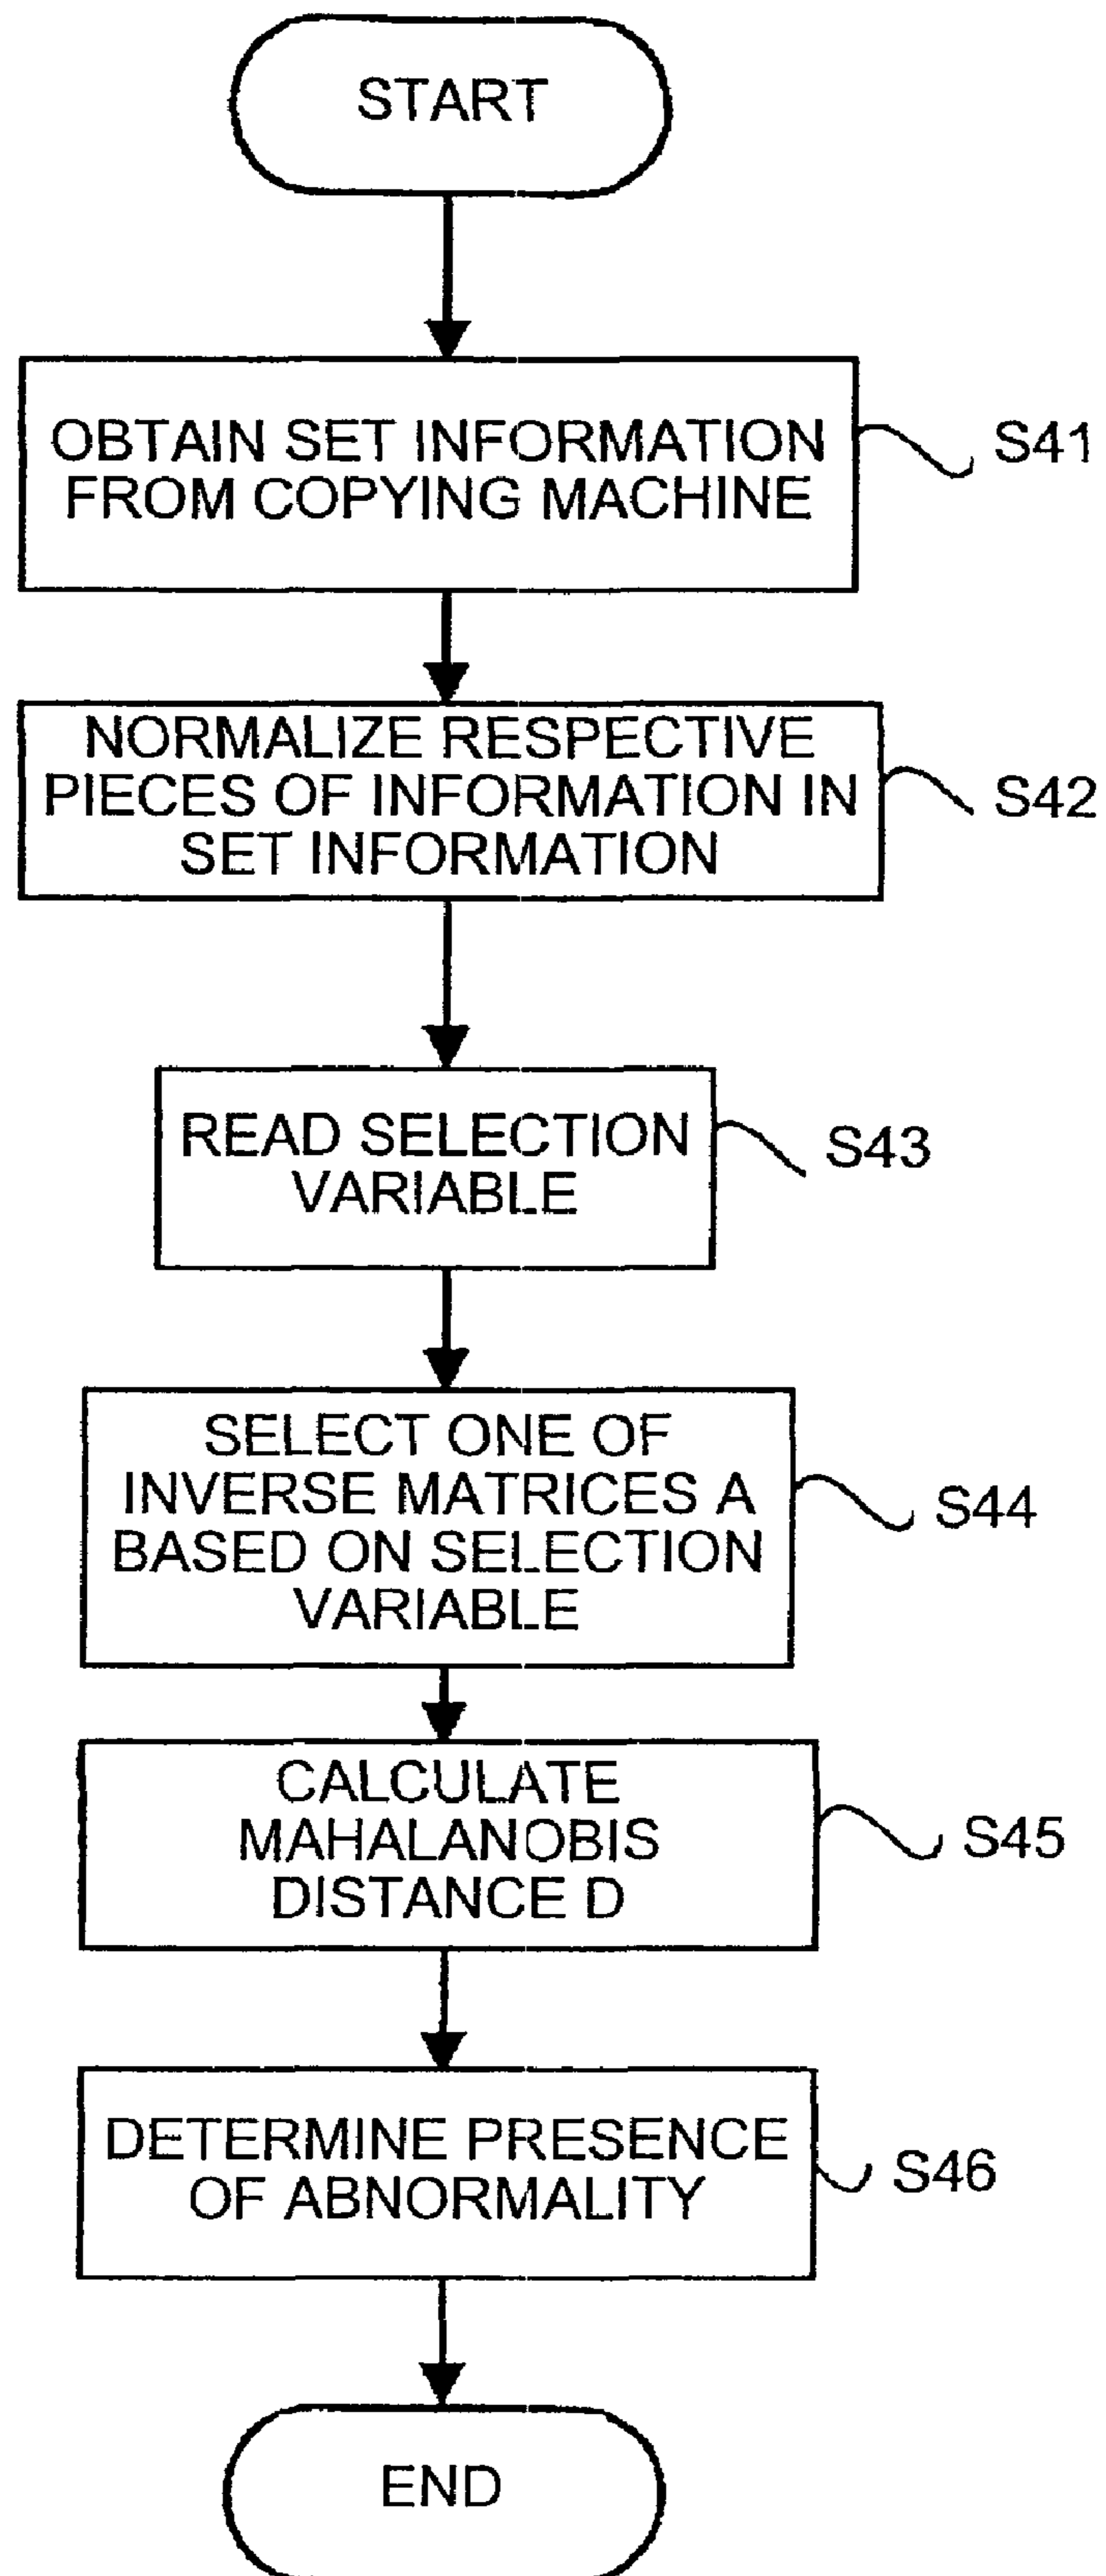 START
OBTAIN SET INFORMATION
FROM COPYING MACHINE
S41
NORMALIZE RESPECTIVE
PIECES OF INFORMATION IN
SET INFORMATION
S42
READ SELECTION
VARIABLE
S43
SELECT ONE OF
INVERSE MATRICES A
BASED ON SELECTION
VARIABLE
S44
CALCULATE
MAHALANOBIS
DISTANCE D
S45
DETERMINE PRESENCE
OF ABNORMALITY
S46
END